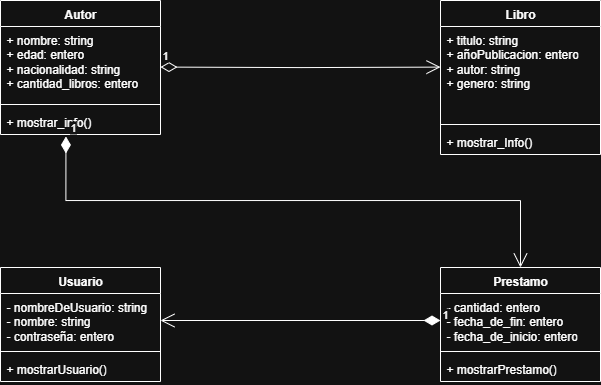 Autor
+ nombre: string
+ edad: entero
+ nacionalidad: string
+ cantidad_libros: entero
+ mostrar_info()
1
1
Libro
+ titulo: string
+ añoPublicacion: entero
+ autor: string
+ genero: string
+ mostrar_Info()
Usuario
- nombreDeUsuario: string
- nombre: string
- contraseña: entero
+ mostrarUsuario()
1
Prestamo
- cantidad: entero
- fecha_de_fin: entero
- fecha_de_inicio: entero
+ mostrarPrestamo()